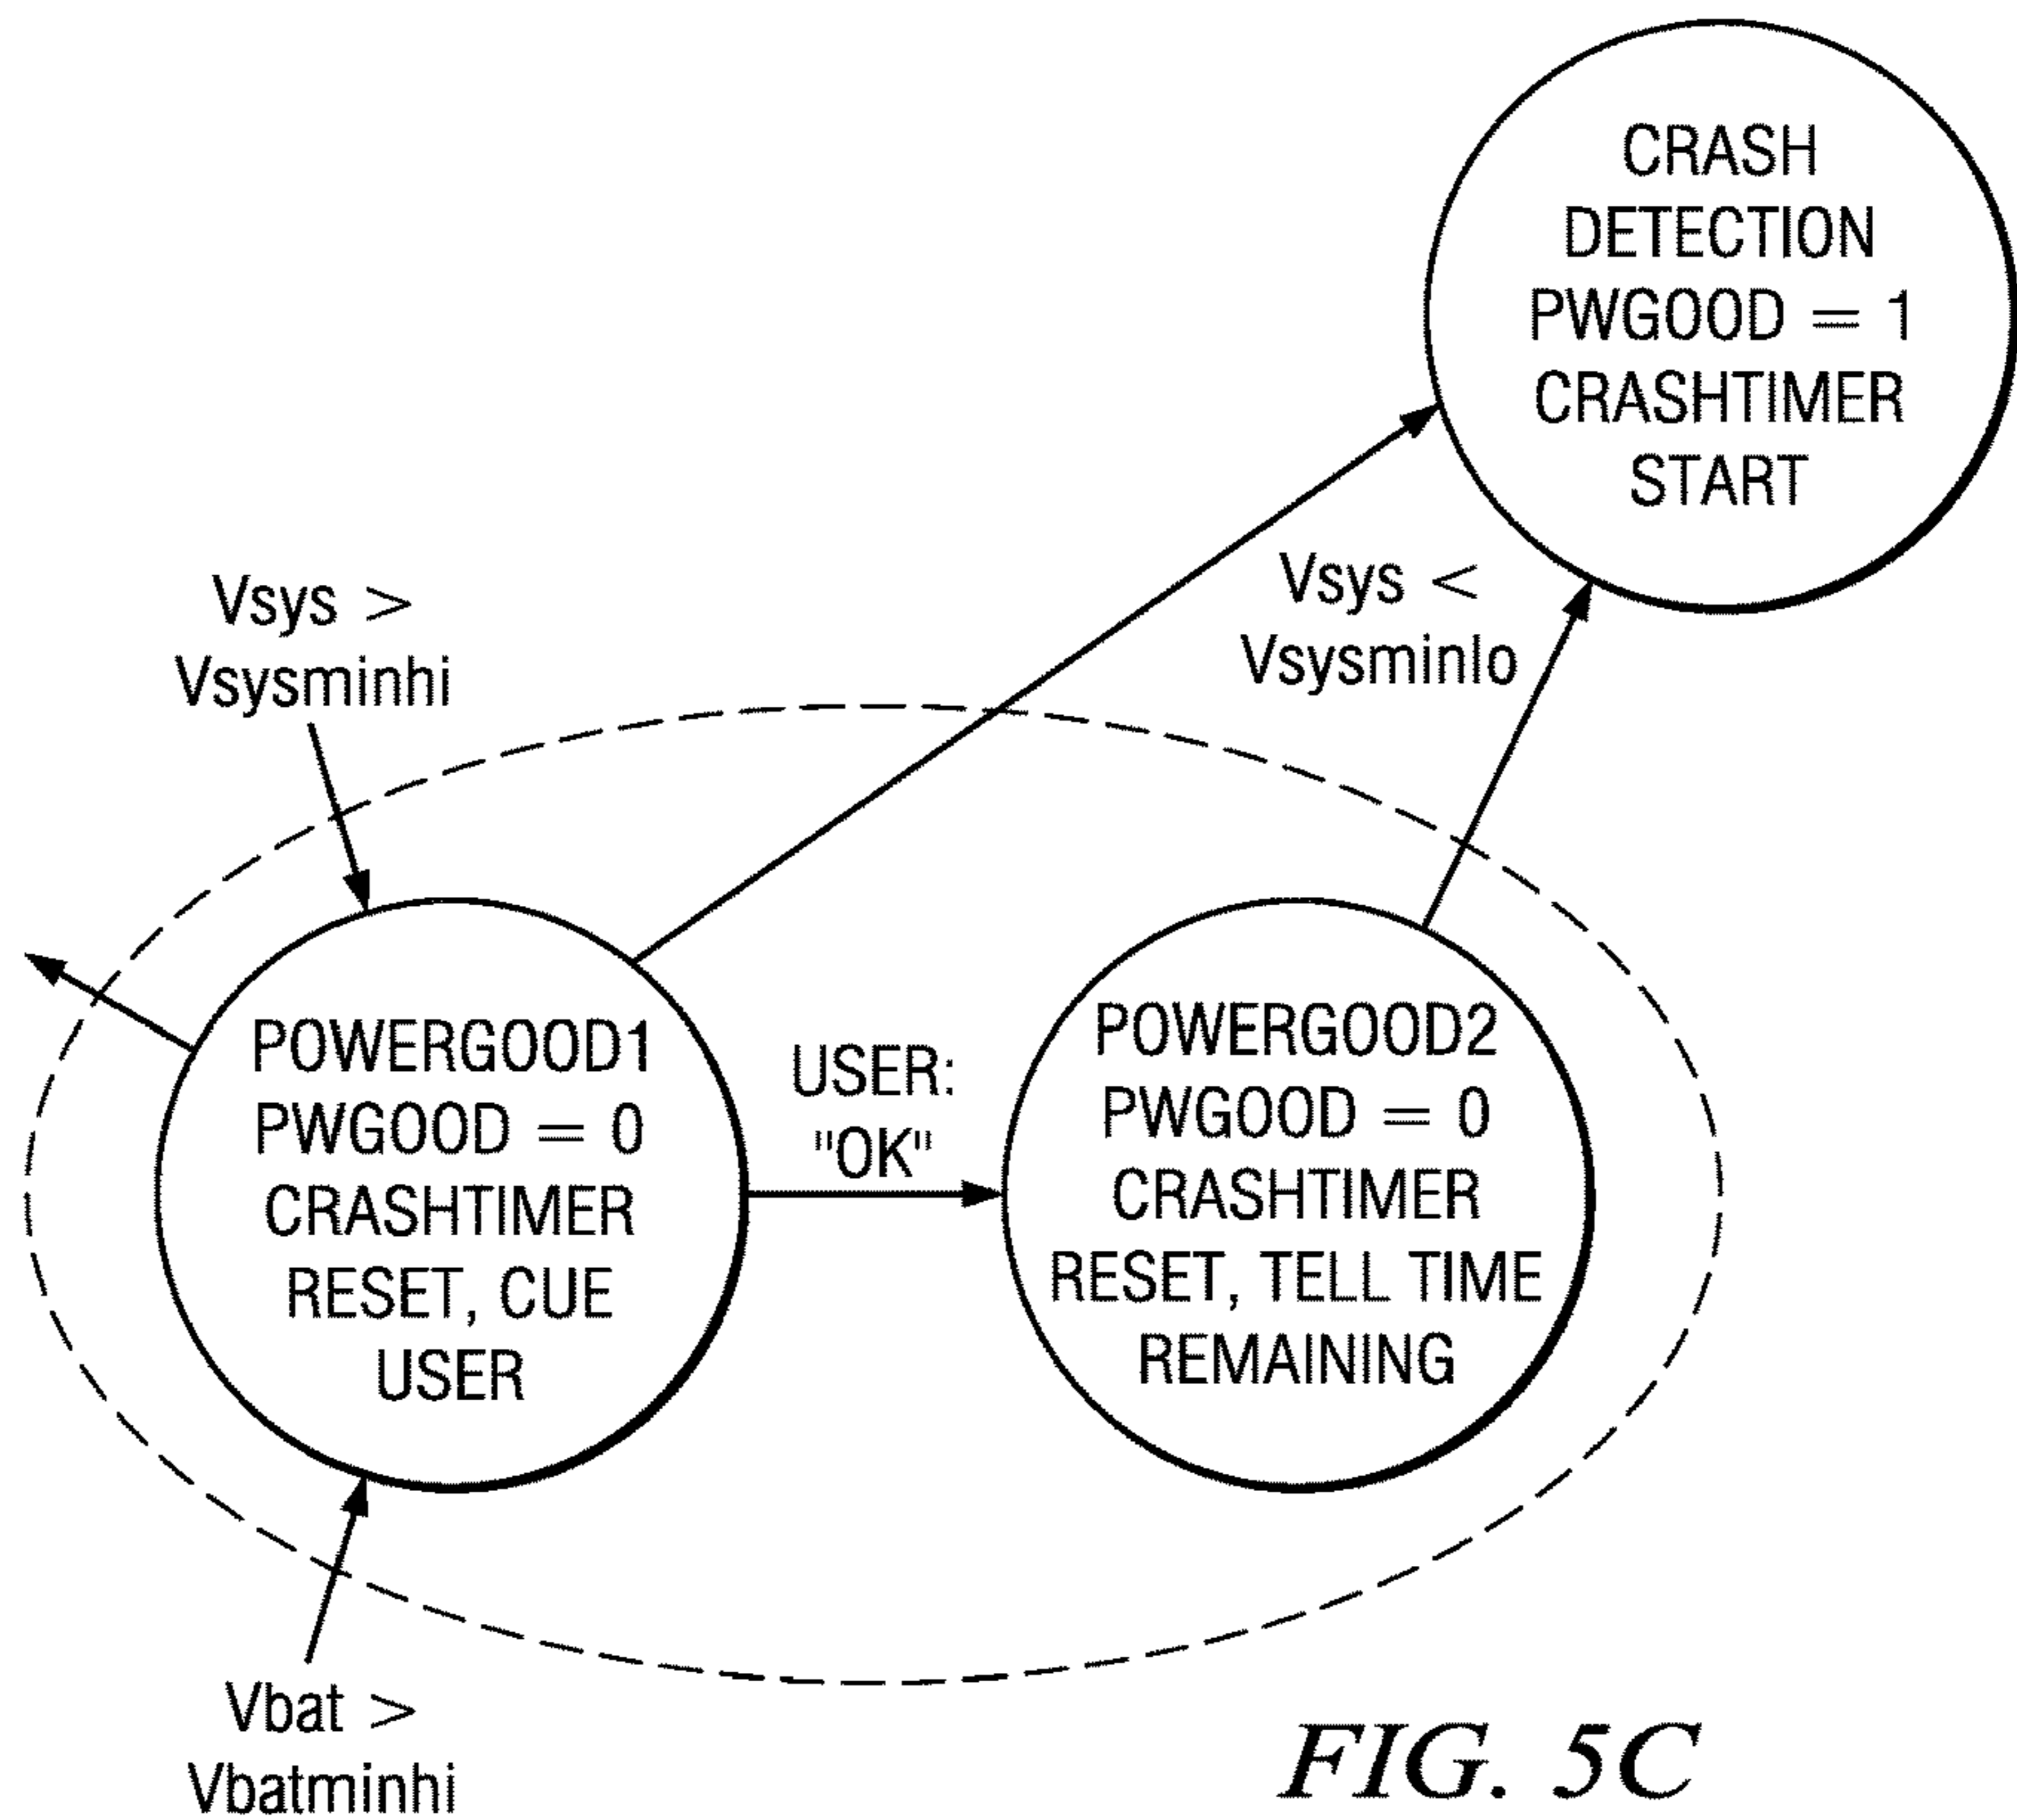 CRASH
DETECTION
PWGOOD = 1
CRASHTIMER
START
Vsys >
Vsysminhi
Vsys <
Vsysminlo
POWERGOOD1
PWGOOD = 0
CRASHTIMER
RESET, CUE
USER
USER:
"OK"
POWERGOOD2
PWGOOD = 0
CRASHTIMER
RESET, TELL TIME
REMAINING
Vbat >
Vbatminhi
FIG. 5C